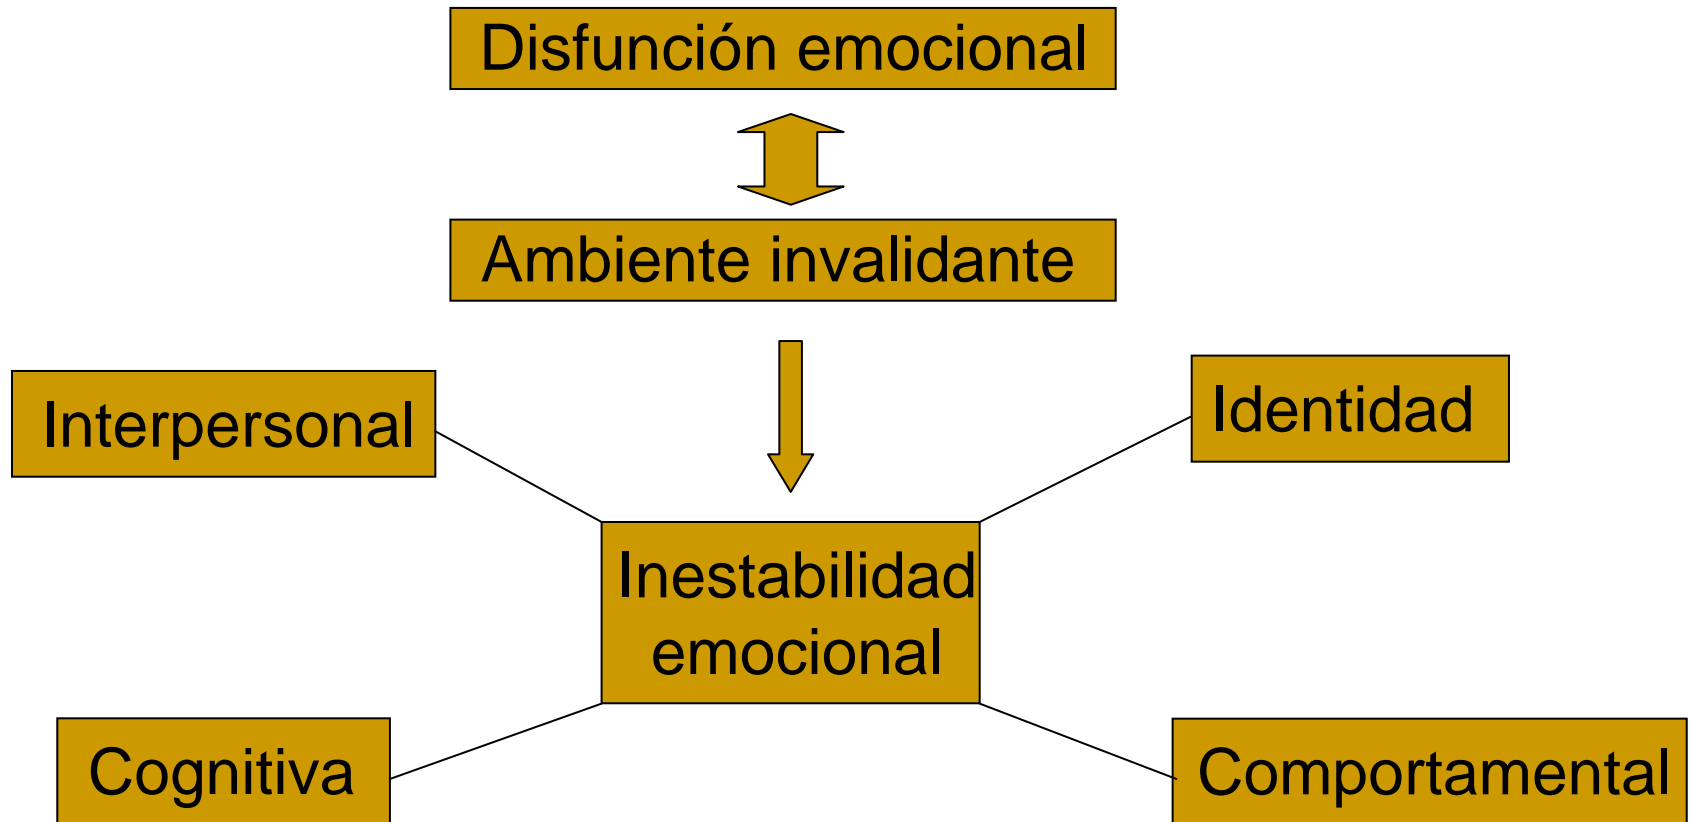 Disfunción emocional
Ambiente invalidante
Interpersonal
Identidad
Inestabilidad
emocional
Cognitiva
Comportamental